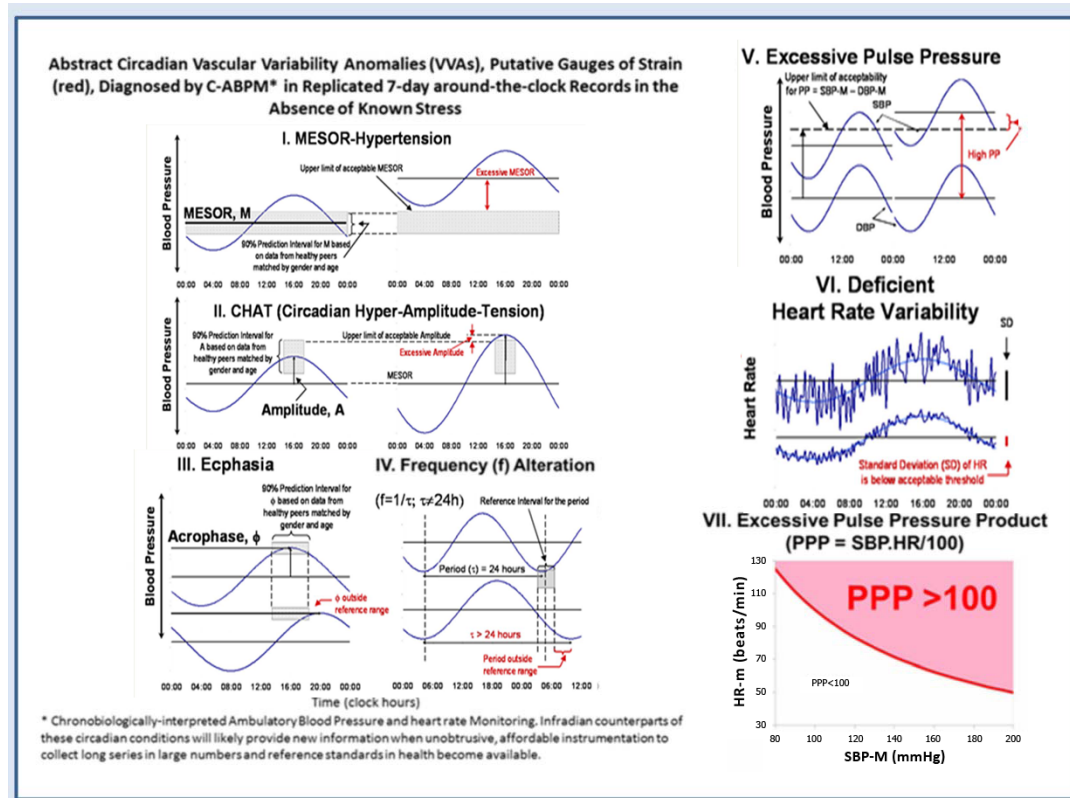 Abstract Circadian Vascular Variability Anomalies (VVAs), Putative Gauges of Strain
(red), Diagnosed by C-ABPM* in Replicated 7-day around-the-clock Records in the
Absence of Known Stress
I. MESOR-Hypertension
Blood Pressure
Upper limit of acceptable MESOR
Excessive MESOR
MESOR, M
90% Prediction Interval for M based
on data from healthy peers
matched by gender and age
00:00 04:00 08:00 12:00 16:00 20:00 00:00 04:00 08:00 12:00 16:00 20:00 00:00
II. CHAT (Circadian Hyper-Amplitude-Tension)
Blood Pressure
90% Prediction Interval for
A based on data from
healthy peers matched by
gender and age
Upper limit of acceptable Amplitude
Excessive Amplitude
MESOR
Amplitude, A
00:00 04:00 08:00 12:00 16:00 20:00 00:00 04:00 08:00 12:00 16:00 20:00 00:00
III. Ecphasia
Blood Pressure
90% Prediction Interval for
ϕ based on data from
healthy peers matched by
gender and age
Acrophase, ϕ
ϕ outside
reference range
00:00 04:00 08:00 12:00 16:00 20:00 00:00
IV. Frequency (f) Alteration
(f=1/τ; τ≠24h)
Reference Interval for the period
Period (τ) = 24 hours
τ > 24 hours
Period outside
reference range
00:00 06:00 12:00 18:00 00:00 06:00 12:00
Time (clock hours)
* Chronobiologically-interpreted Ambulatory Blood Pressure and heart rate Monitoring. Infradian counterparts of
these circadian conditions will likely provide new information when unobtrusive, affordable instrumentation to
collect long series in large numbers and reference standards in health become available.
V. Excessive Pulse Pressure
Blood Pressure
Upper limit of acceptability
for PP = SBP-M – DBP-M
SBP
High PP
DBP
00:00 12:00 00:00 12:00 00:00
VI. Deficient
Heart Rate Variability
SD
Heart Rate
Standard Deviation (SD) of HR
is below acceptable threshold
00:00 04:00 08:00 12:00 16:00 20:00 00:00
VII. Excessive Pulse Pressure Product
(PPP = SBP.HR/100)
HR-m (beats/min)
130
110
90
70
50
30
PPP >100
PPP<100
80 100 120 140 160 180 200
SBP-M (mmHg)